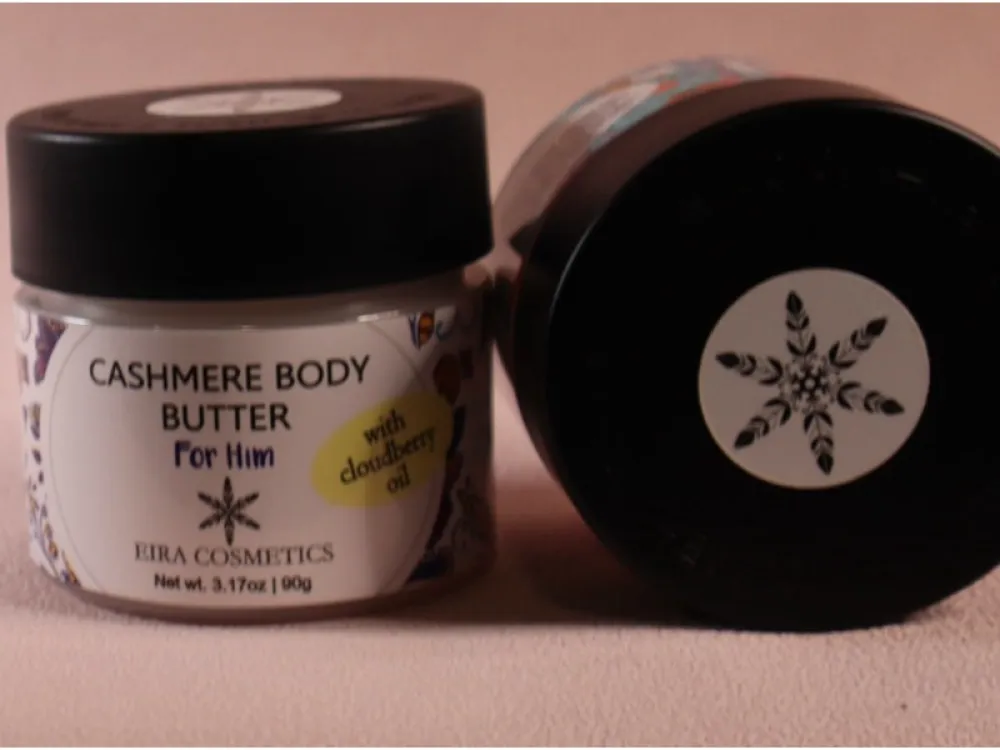 CASHMERE BODY
BUTTER
For Him
with
cloudberry
oil
EIRA COSMETICS
Net wt. 3.17oz | 90g